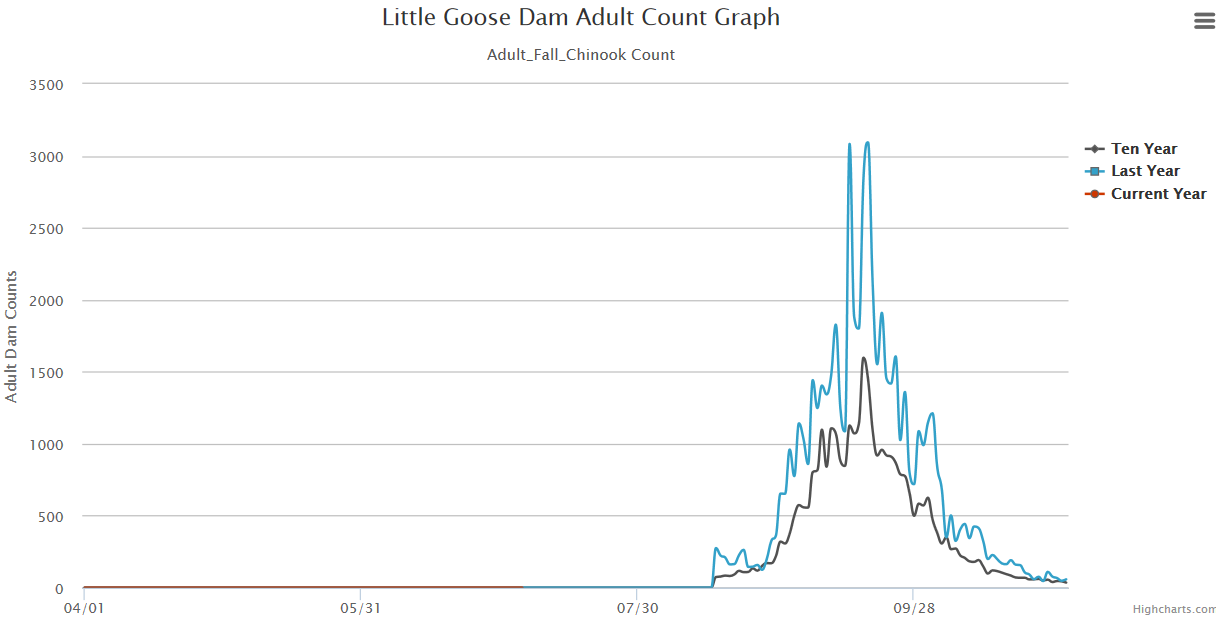 Little Goose Dam Adult Count Graph
Adult_Fall_Chinook Count
Adult Dam Counts
3500
3000
2500
2000
1500
1000
500
0
04/01
05/31
07/30
09/28
Ten Year
Last Year
Current Year
Highcharts.com